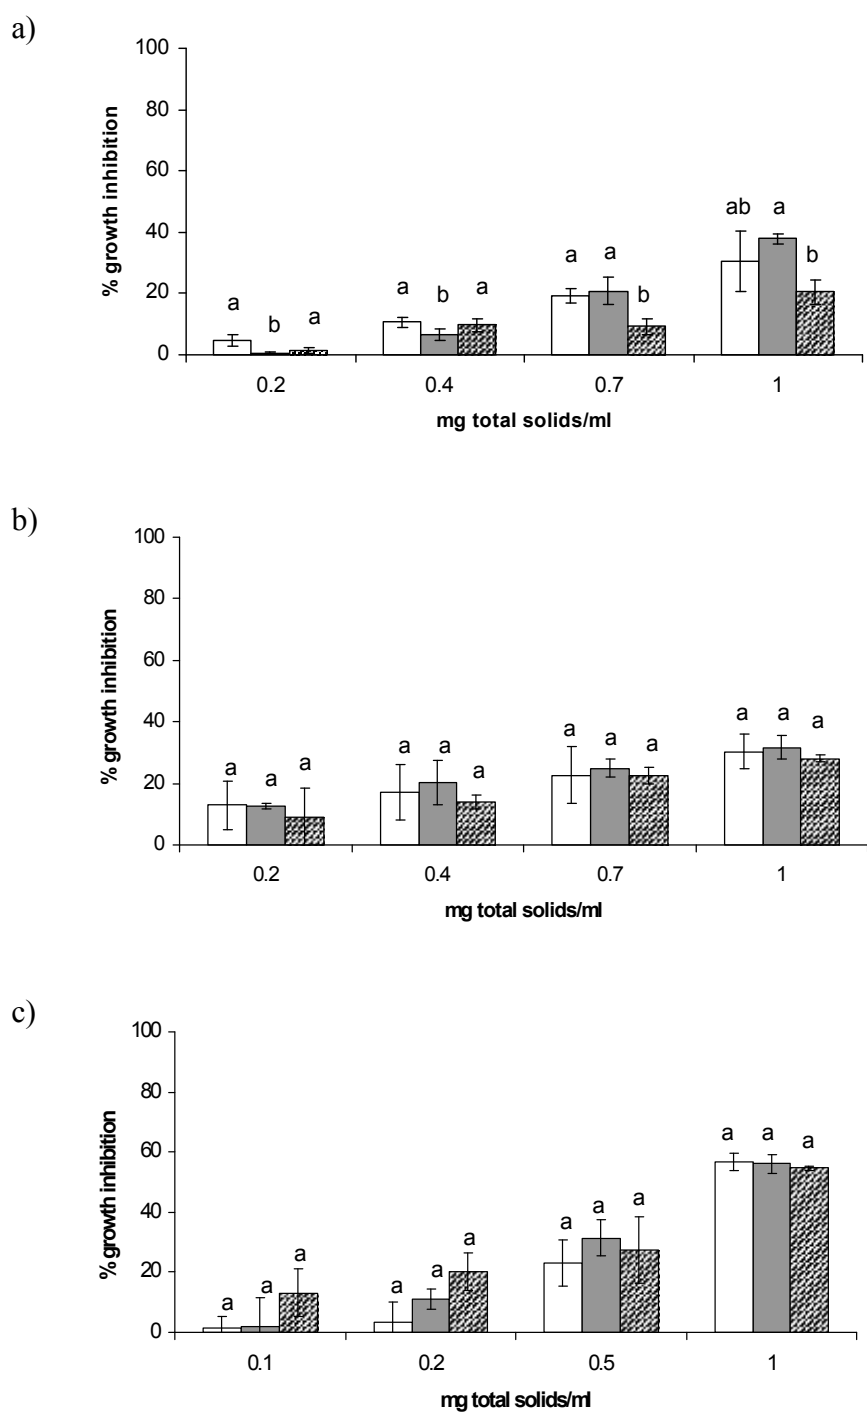 a)
100
80
60
40
20
0
% growth inhibition
a b a
a b a
a a b
ab a b
0.2 0.4 0.7 1
mg total solids/ml
b)
100
80
60
40
20
0
% growth inhibition
a a a
a a a
a a a
a a a
0.2 0.4 0.7 1
mg total solids/ml
c)
100
80
60
40
20
0
% growth inhibition
a a a
a a a
a a a
a a a
0.1 0.2 0.5 1
mg total solids/ml